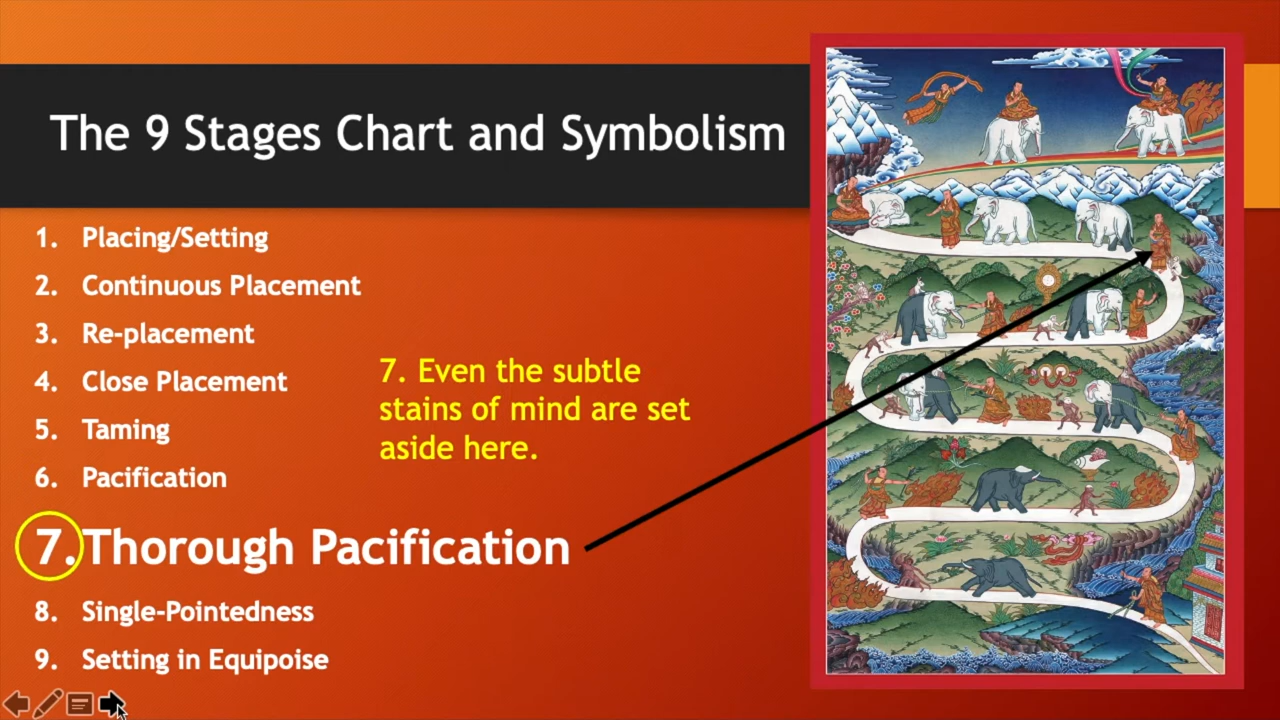 The 9 Stages Chart and Symbolism
1. Placing/Setting
2. Continuous Placement
3. Re-placement
4. Close Placement
5. Taming
6. Pacification
7. Even the subtle
stains of mind are set
aside here.
7. Thorough Pacification
8. Single-Pointedness
9. Setting in Equipoise